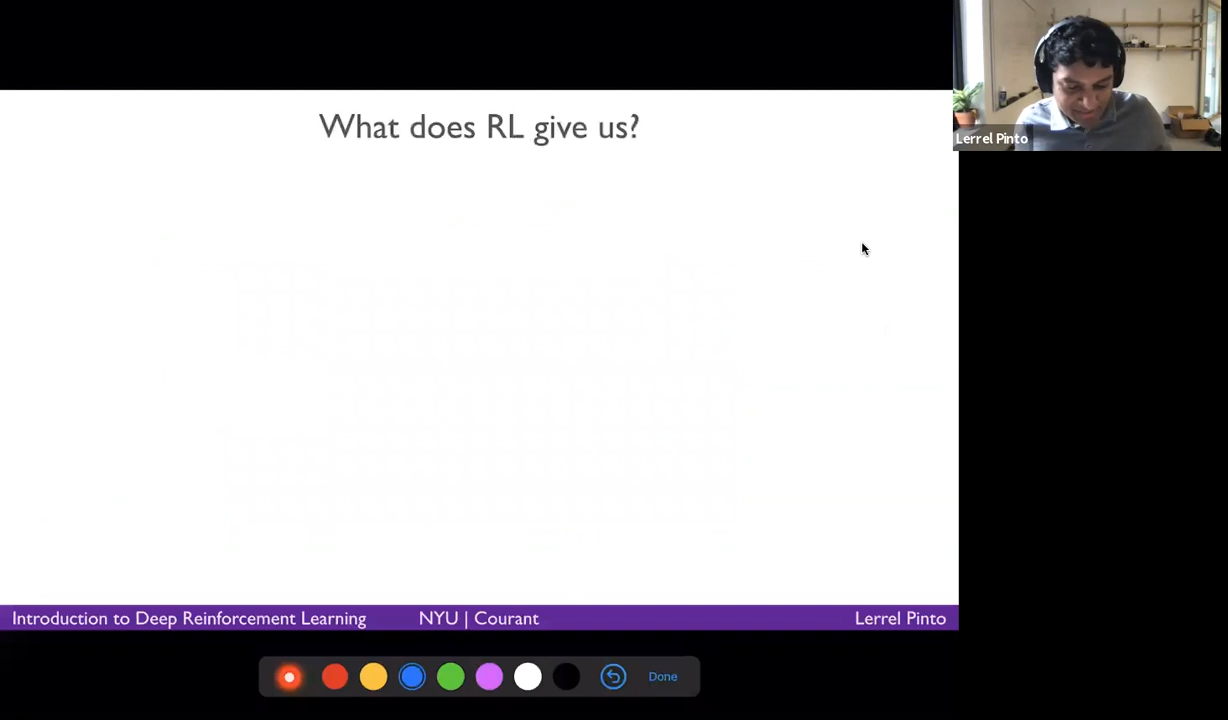 What does RL give us?
Lerrel Pinto
Introduction to Deep Reinforcement Learning NYU | Courant Lerrel Pinto
Done